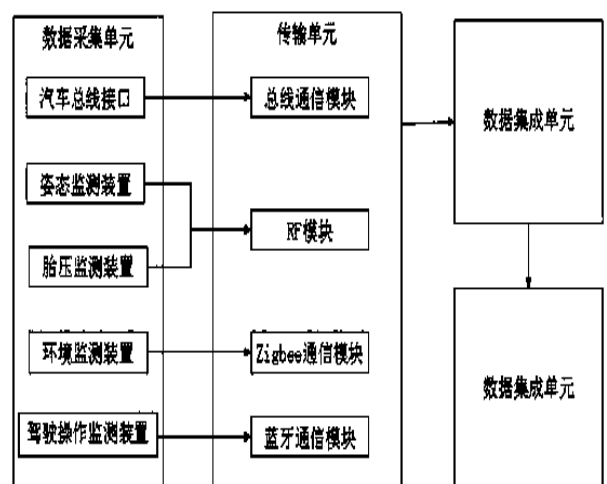 数据采集单元
汽车总线接口
姿态监测装置
胎压监测装置
环境监测装置
驾驶操作监测装置
传输单元
总线通信模块
RF模块
Zigbee通信模块
蓝牙通信模块
数据集成单元
数据集成单元